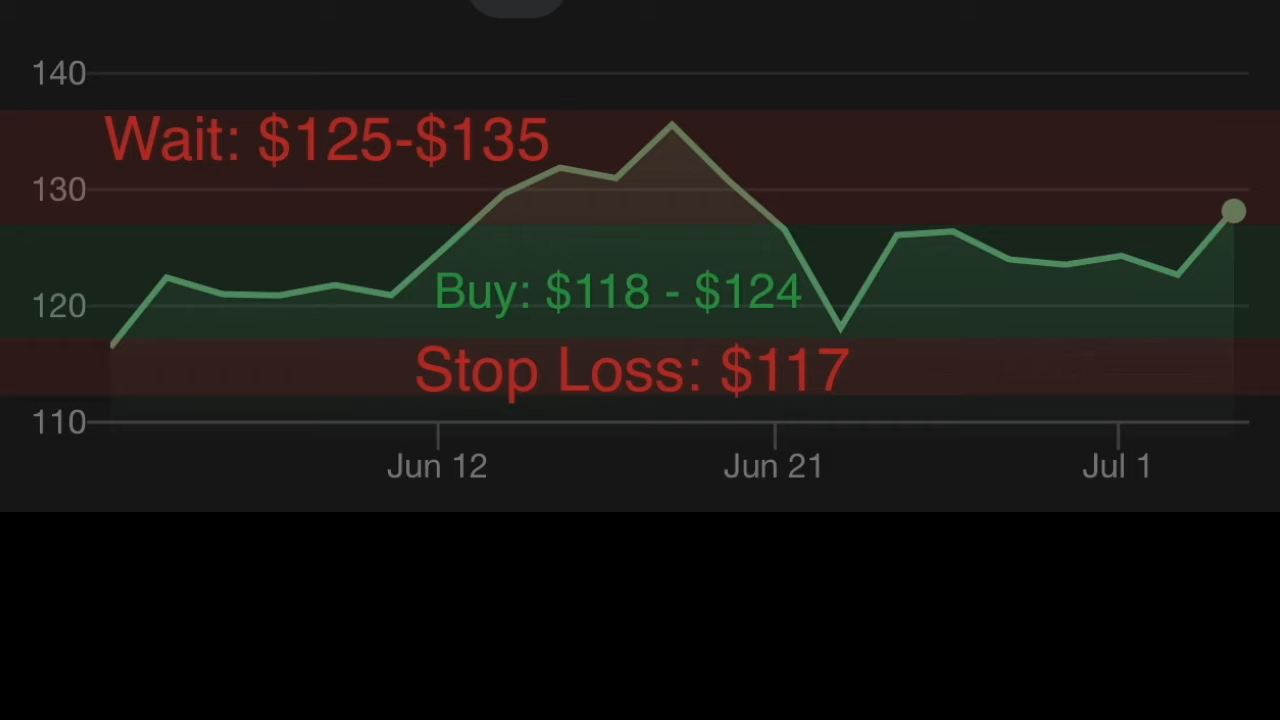 140
Wait: $125-$135
130
Buy: $118 - $124
120
Stop Loss: $117
110
Jun 12 Jun 21 Jul 1